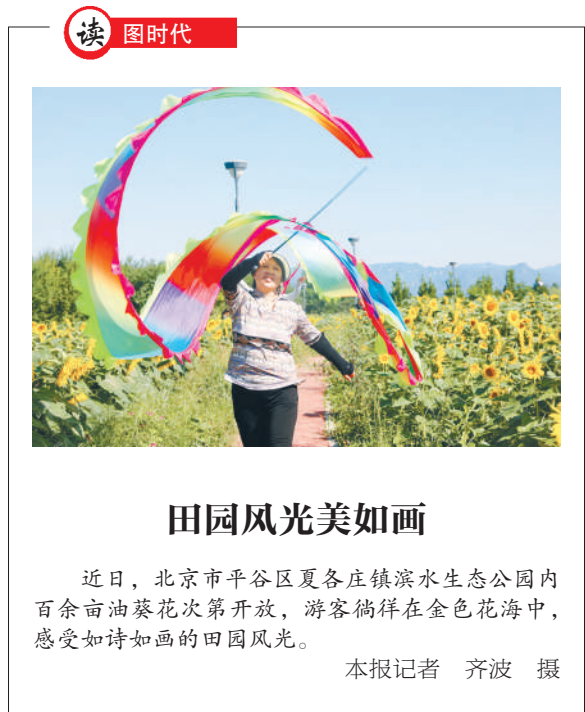 读 图时代
田园风光美如画
近日，北京市平谷区夏各庄镇滨水生态公园内
百余亩油葵花次第开放，游客徜徉在金色花海中，
感受如诗如画的田园风光。
本报记者 齐波 摄